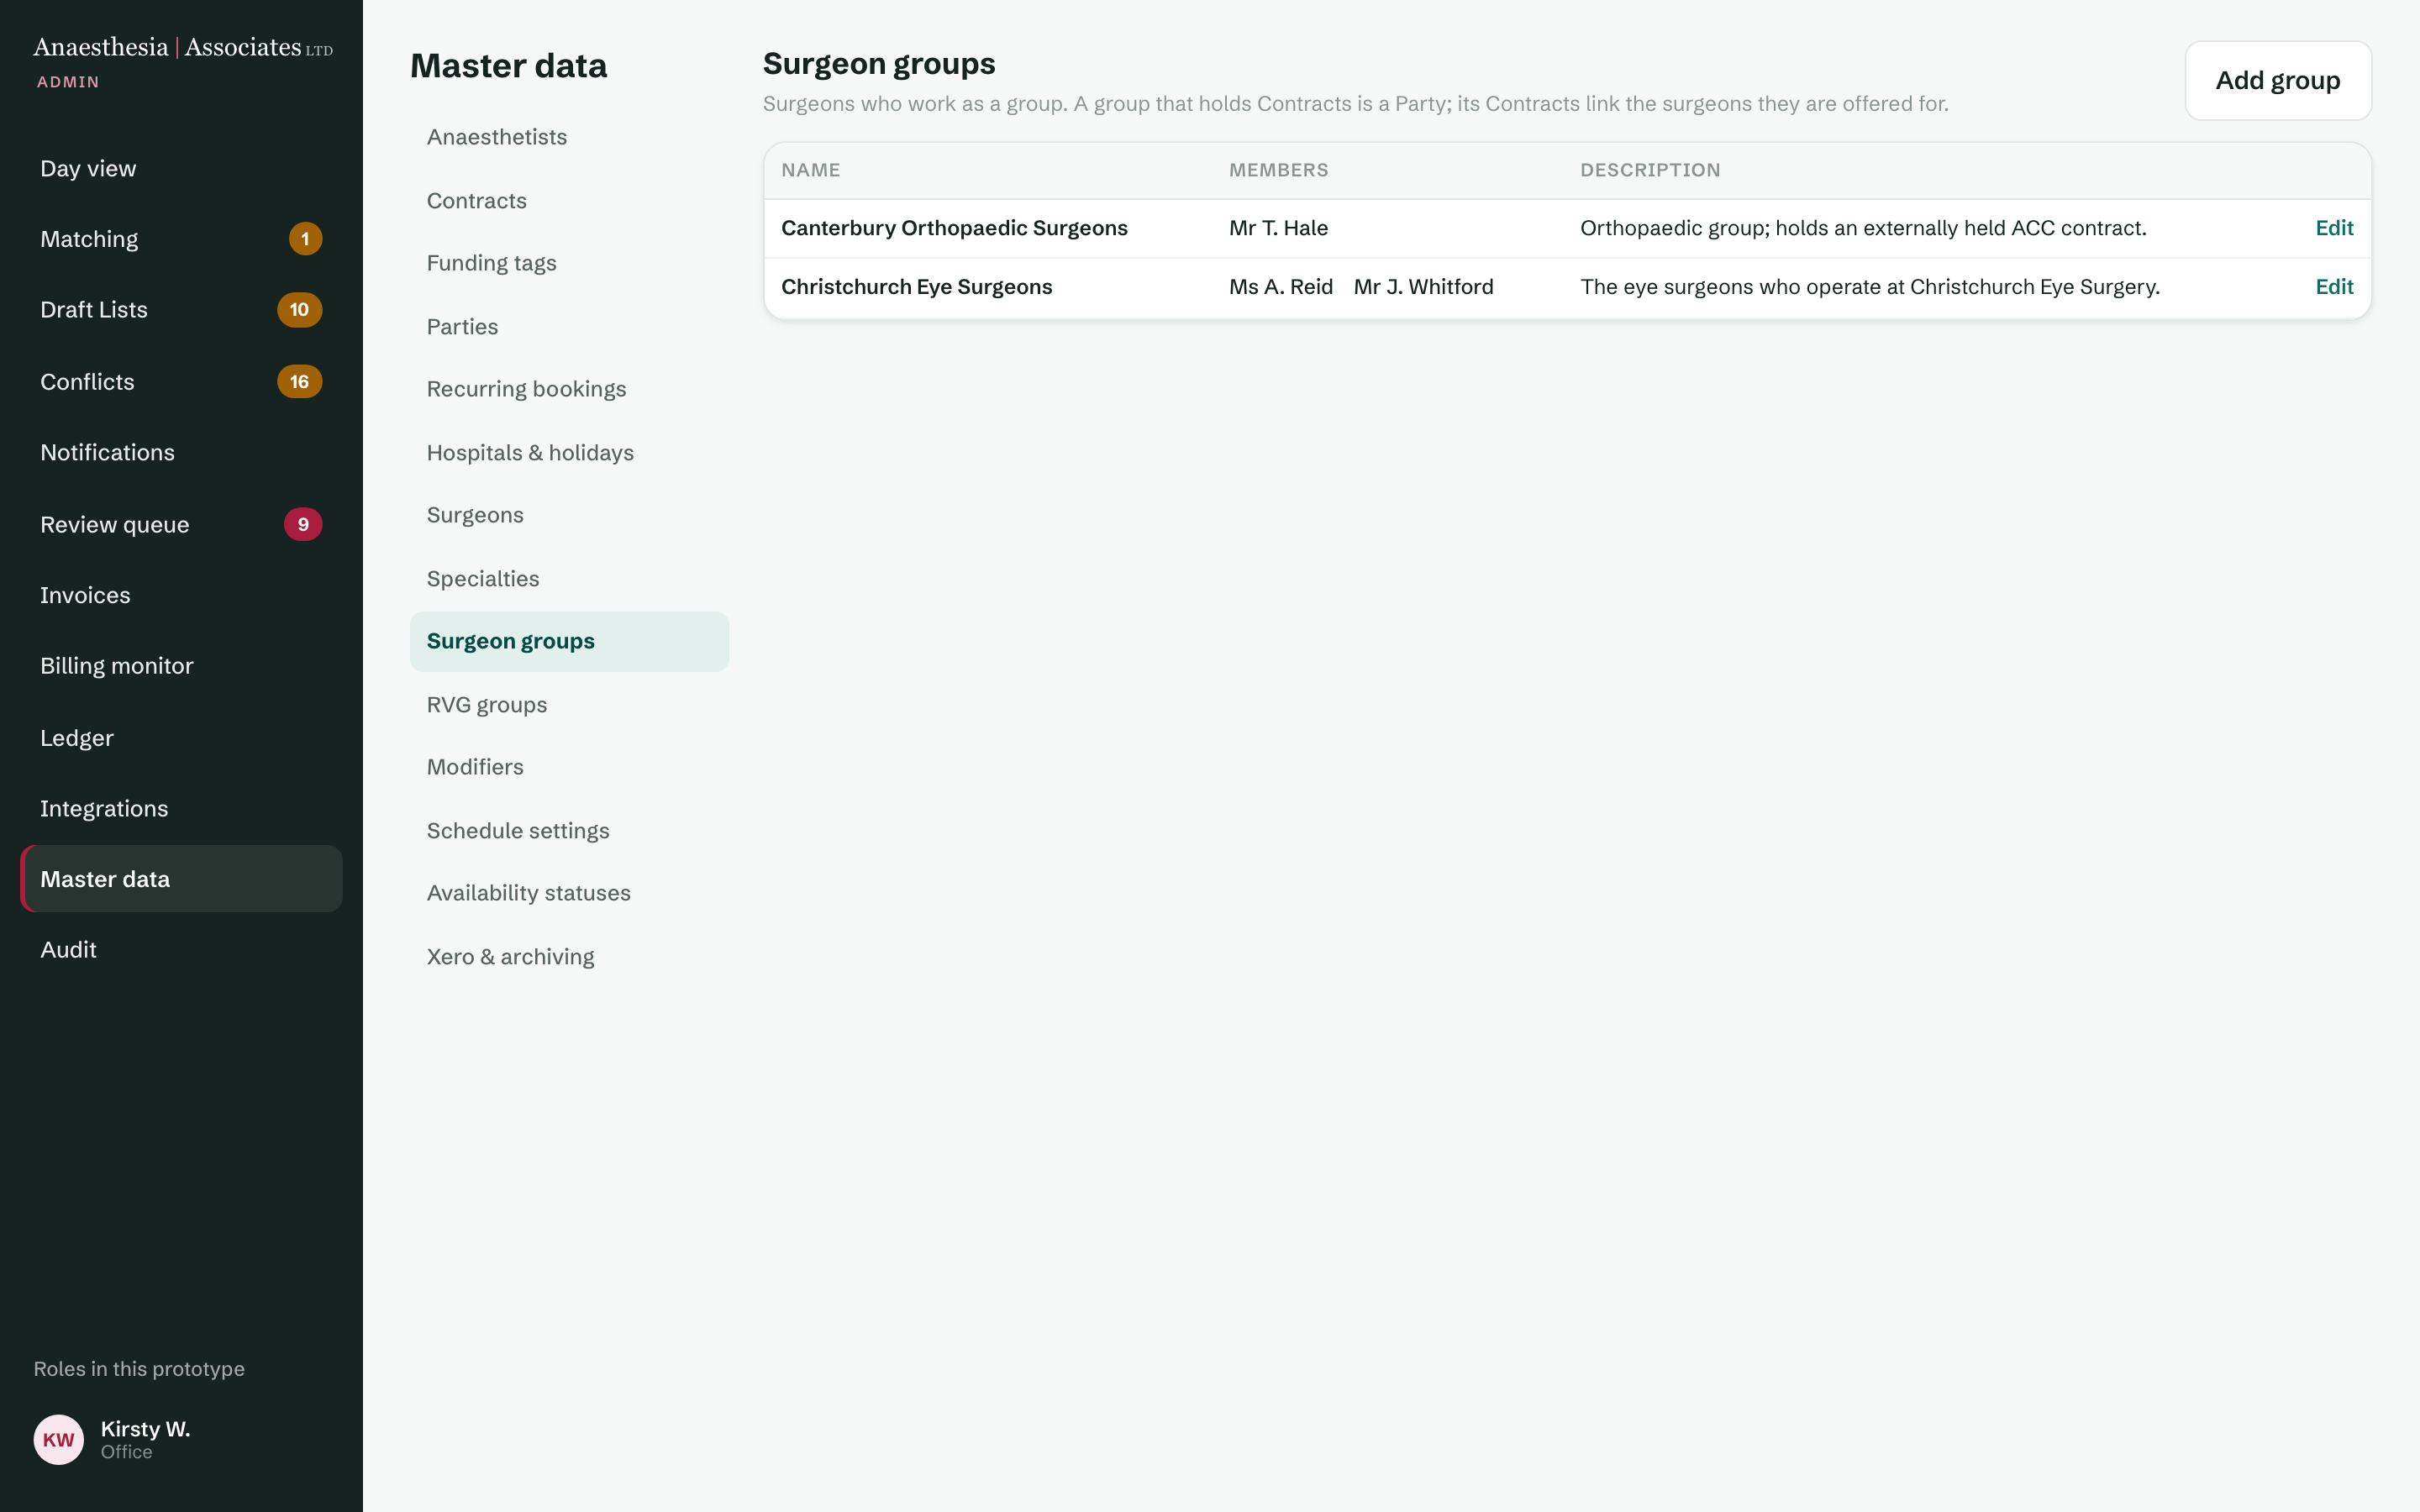 Anaesthesia | Associates LTD
ADMIN
Day view
Matching 1
Draft Lists 10
Conflicts 16
Notifications
Review queue 9
Invoices
Billing monitor
Ledger
Integrations
Master data
Audit
Roles in this prototype
KW
Kirsty W.
Office
Master data
Anaesthetists
Contracts
Funding tags
Parties
Recurring bookings
Hospitals & holidays
Surgeons
Specialties
Surgeon groups
RVG groups
Modifiers
Schedule settings
Availability statuses
Xero & archiving
Surgeon groups
Surgeons who work as a group. A group that holds Contracts is a Party; its Contracts link the surgeons they are offered for.
Add group
NAME MEMBERS DESCRIPTION
Canterbury Orthopaedic Surgeons Mr T. Hale Orthopaedic group; holds an externally held ACC contract. Edit
Christchurch Eye Surgeons Ms A. Reid Mr J. Whitford The eye surgeons who operate at Christchurch Eye Surgery. Edit